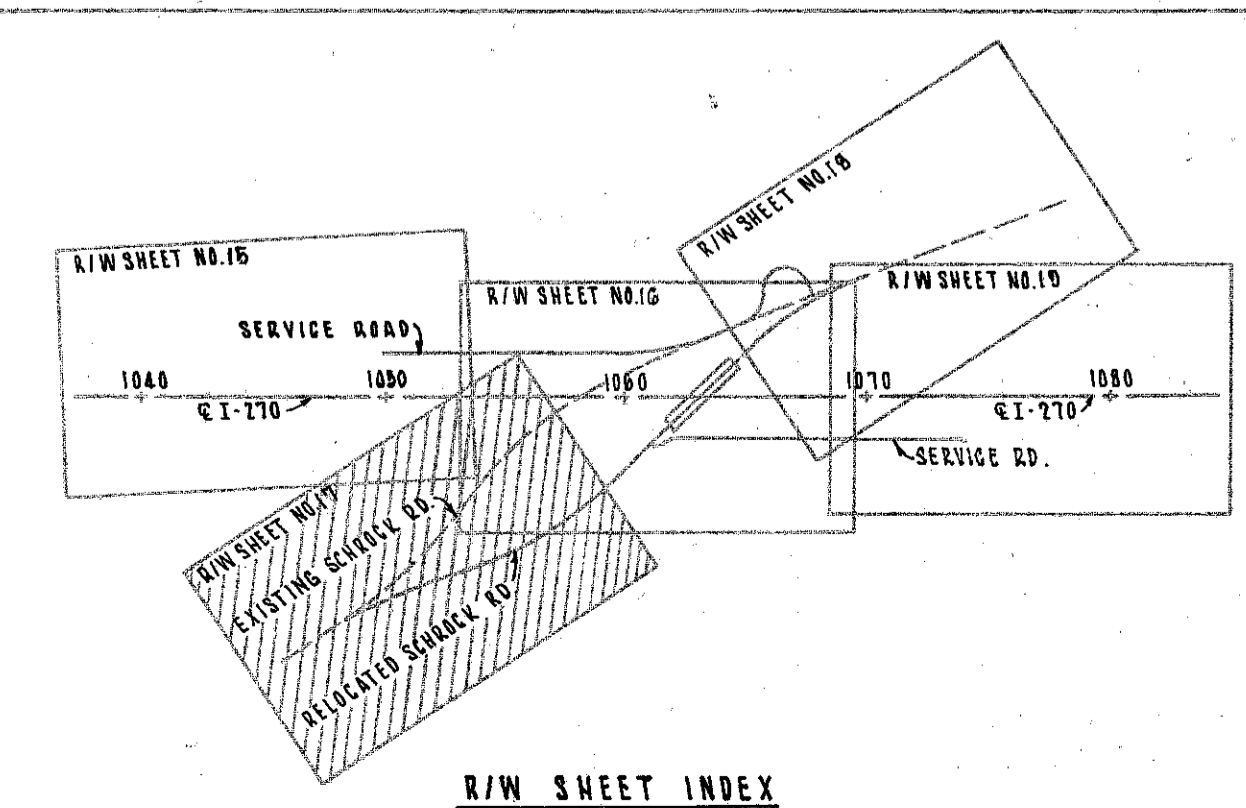 R/W SHEET NO.18
R/W SHEET NO.15
R/W SHEET NO.16
R/W SHEET NO.19
SERVICE ROAD
1040
1050
1060
1070
1080
℄ I-270
℄ I-270
SERVICE RD.
R/W SHEET NO.17
EXISTING SCHROCK RD.
RELOCATED SCHROCK RD
R/W SHEET INDEX